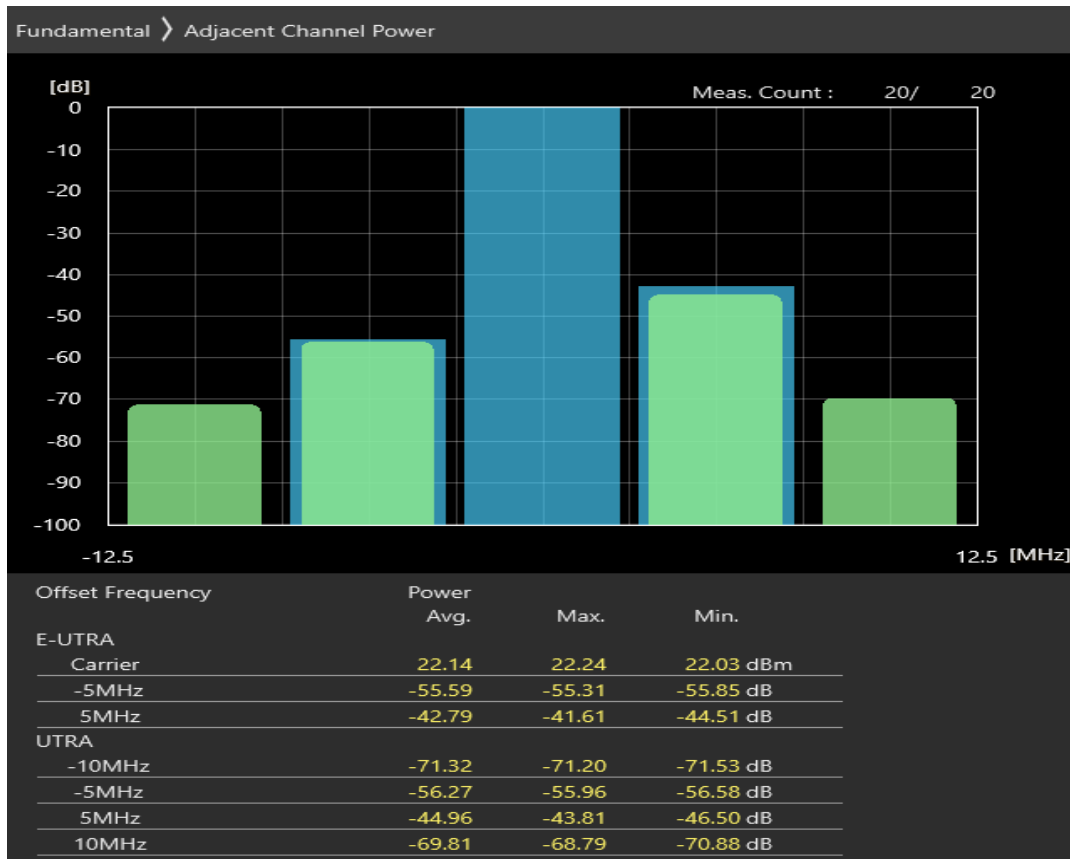 Fundamental 〉 Adjacent Channel Power
[dB]
Meas. Count : 20/ 20
0
-10
-20
-30
-40
-50
-60
-70
-80
-90
-100
-12.5 12.5 [MHz]
Offset Frequency Power
Avg. Max. Min.
E-UTRA
Carrier 22.14 22.24 22.03 dBm
-5MHz -55.59 -55.31 -55.85 dB
5MHz -42.79 -41.61 -44.51 dB
UTRA
-10MHz -71.32 -71.20 -71.53 dB
-5MHz -56.27 -55.96 -56.58 dB
5MHz -44.96 -43.81 -46.50 dB
10MHz -69.81 -68.79 -70.88 dB